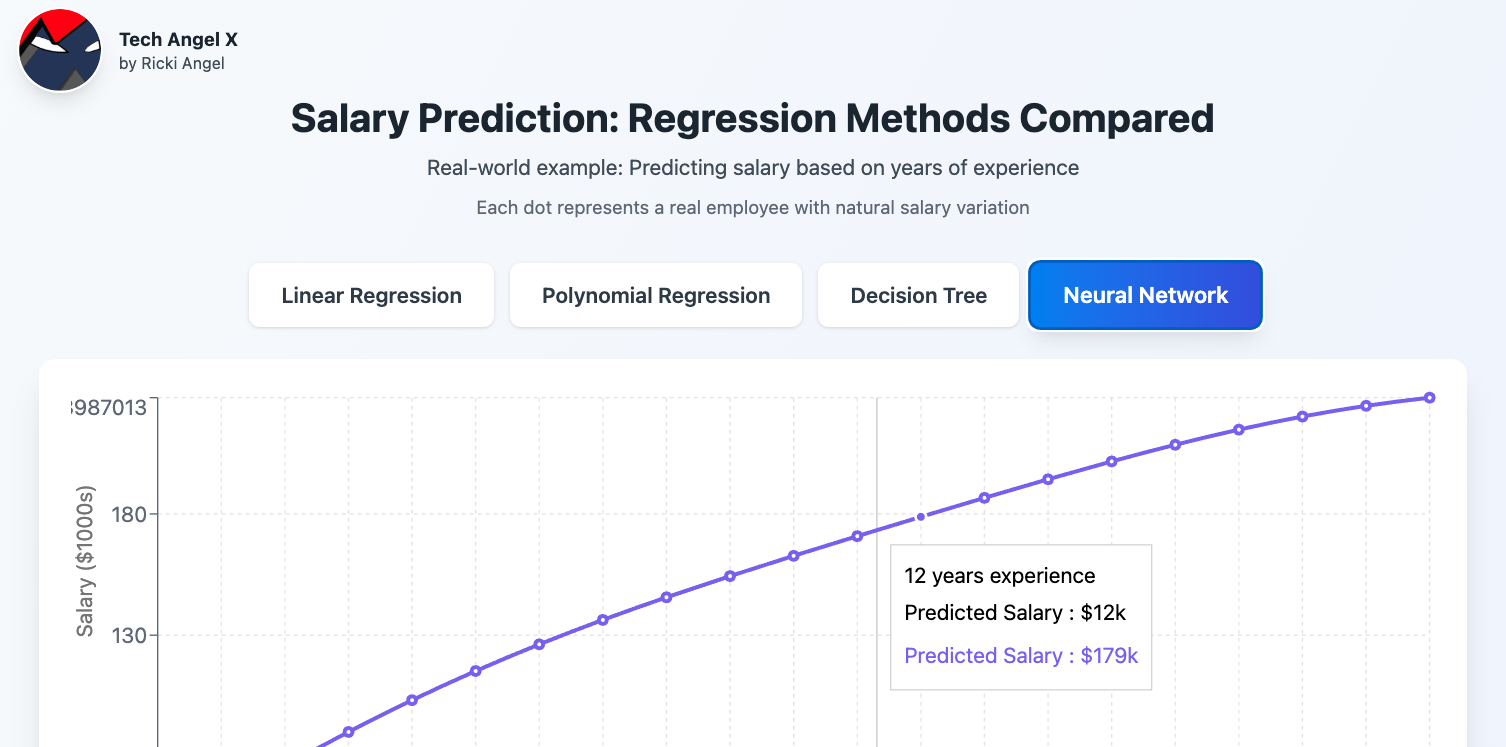 Tech Angel X
by Ricki Angel
Salary Prediction: Regression Methods Compared
Real-world example: Predicting salary based on years of experience
Each dot represents a real employee with natural salary variation
Linear Regression
Polynomial Regression
Decision Tree
Neural Network
987013
180
130
Salary ($1000s)
12 years experience
Predicted Salary : $12k
Predicted Salary : $179k